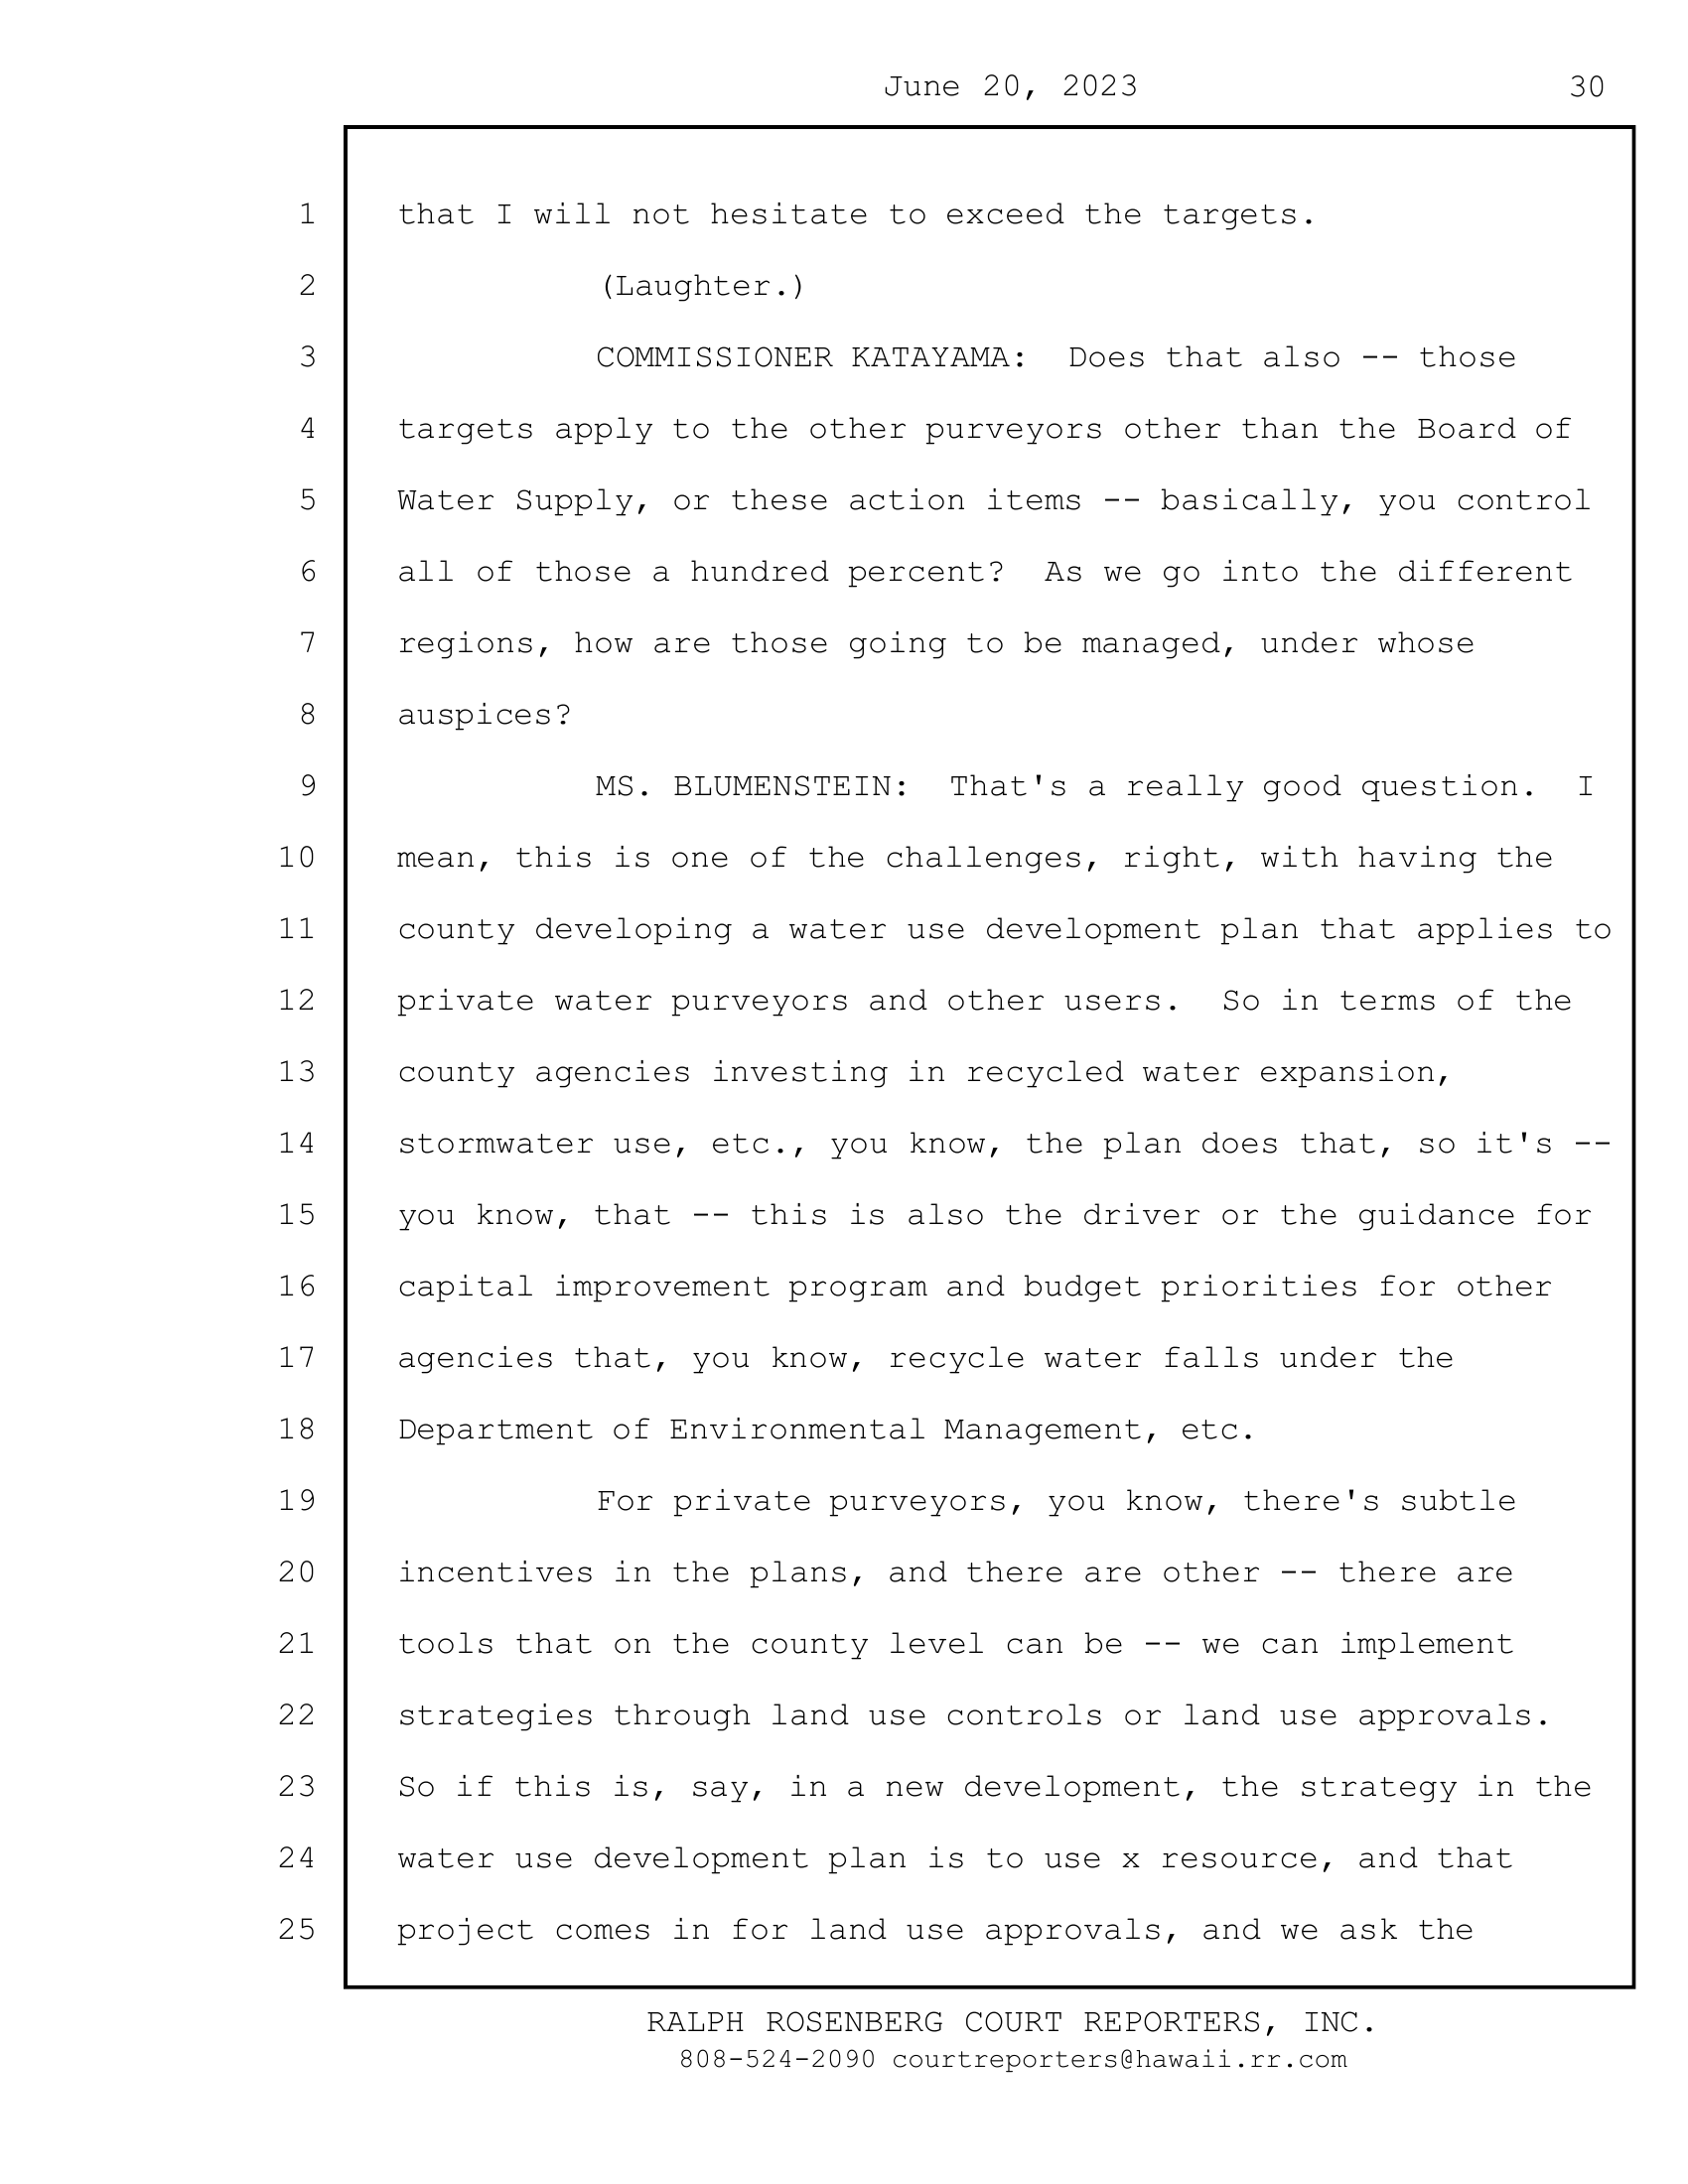 June 20, 2023 30
1 that I will not hesitate to exceed the targets.
2 (Laughter.)
3 COMMISSIONER KATAYAMA:  Does that also -- those
4 targets apply to the other purveyors other than the Board of
5 Water Supply, or these action items -- basically, you control
6 all of those a hundred percent?  As we go into the different
7 regions, how are those going to be managed, under whose
8 auspices?
9 MS. BLUMENSTEIN:  That's a really good question.  I
10 mean, this is one of the challenges, right, with having the
11 county developing a water use development plan that applies to
12 private water purveyors and other users.  So in terms of the
13 county agencies investing in recycled water expansion,
14 stormwater use, etc., you know, the plan does that, so it's --
15 you know, that -- this is also the driver or the guidance for
16 capital improvement program and budget priorities for other
17 agencies that, you know, recycle water falls under the
18 Department of Environmental Management, etc.
19 For private purveyors, you know, there's subtle
20 incentives in the plans, and there are other -- there are
21 tools that on the county level can be -- we can implement
22 strategies through land use controls or land use approvals.
23 So if this is, say, in a new development, the strategy in the
24 water use development plan is to use x resource, and that
25 project comes in for land use approvals, and we ask the
RALPH ROSENBERG COURT REPORTERS, INC.
808-524-2090 courtreporters@hawaii.rr.com